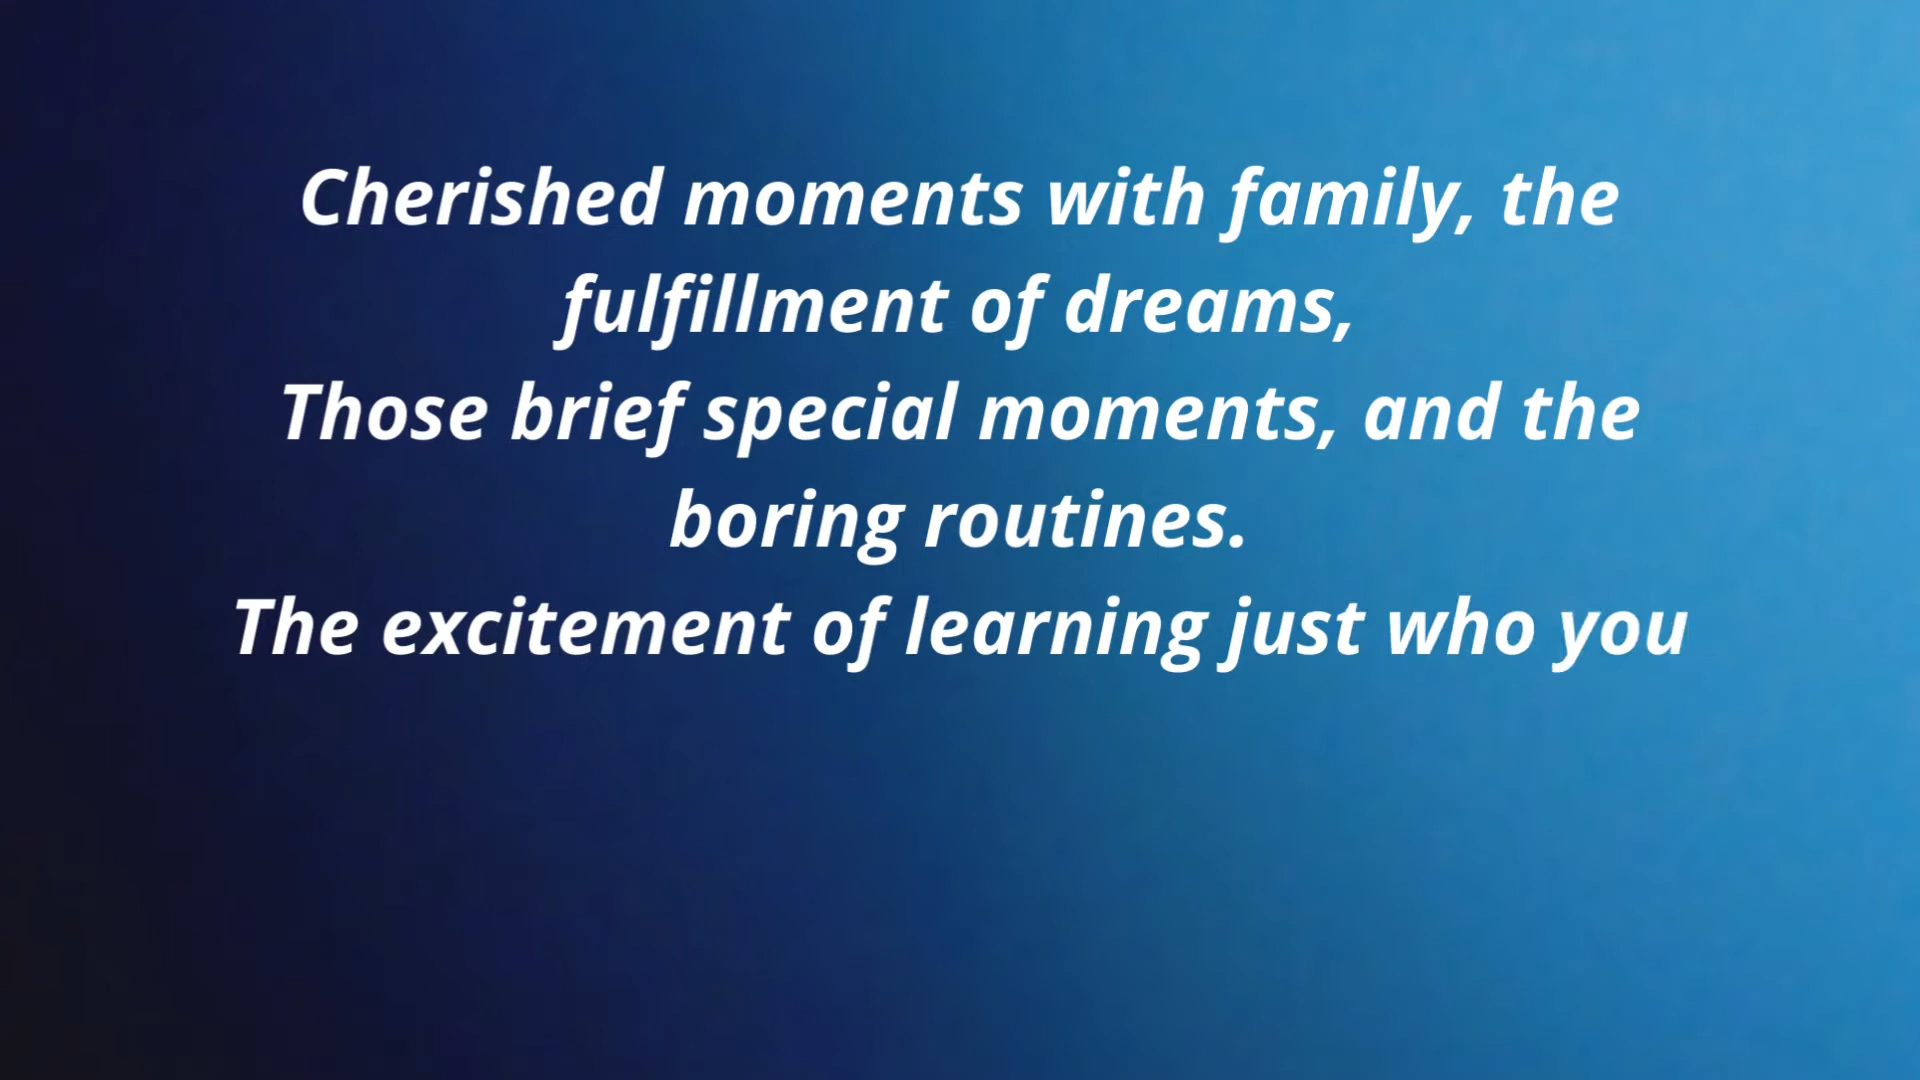 Cherished moments with family, the
fulfillment of dreams,
Those brief special moments, and the
boring routines.
The excitement of learning just who you